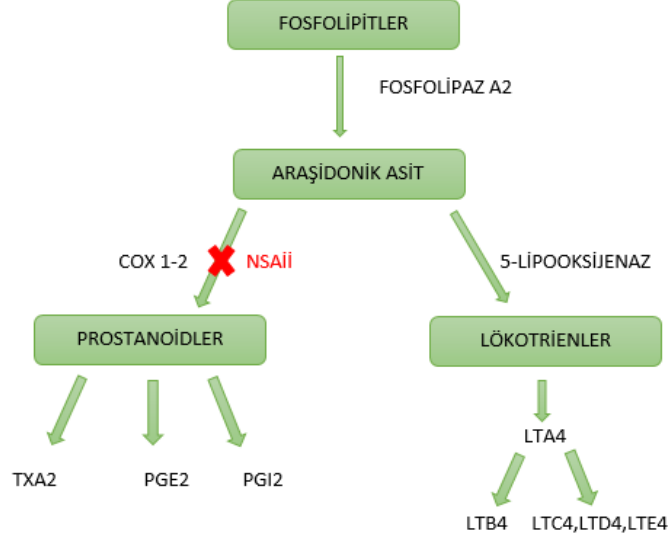 FOSFOLİPİTLER
FOSFOLİPAZ A2
ARAŞİDONİK ASİT
COX 1-2
NSAİİ
5-LİPOOKSİJENAZ
PROSTANOİDLER
LÖKOTRİENLER
LTA4
TXA2
PGE2
PGI2
LTB4
LTC4,LTD4,LTE4